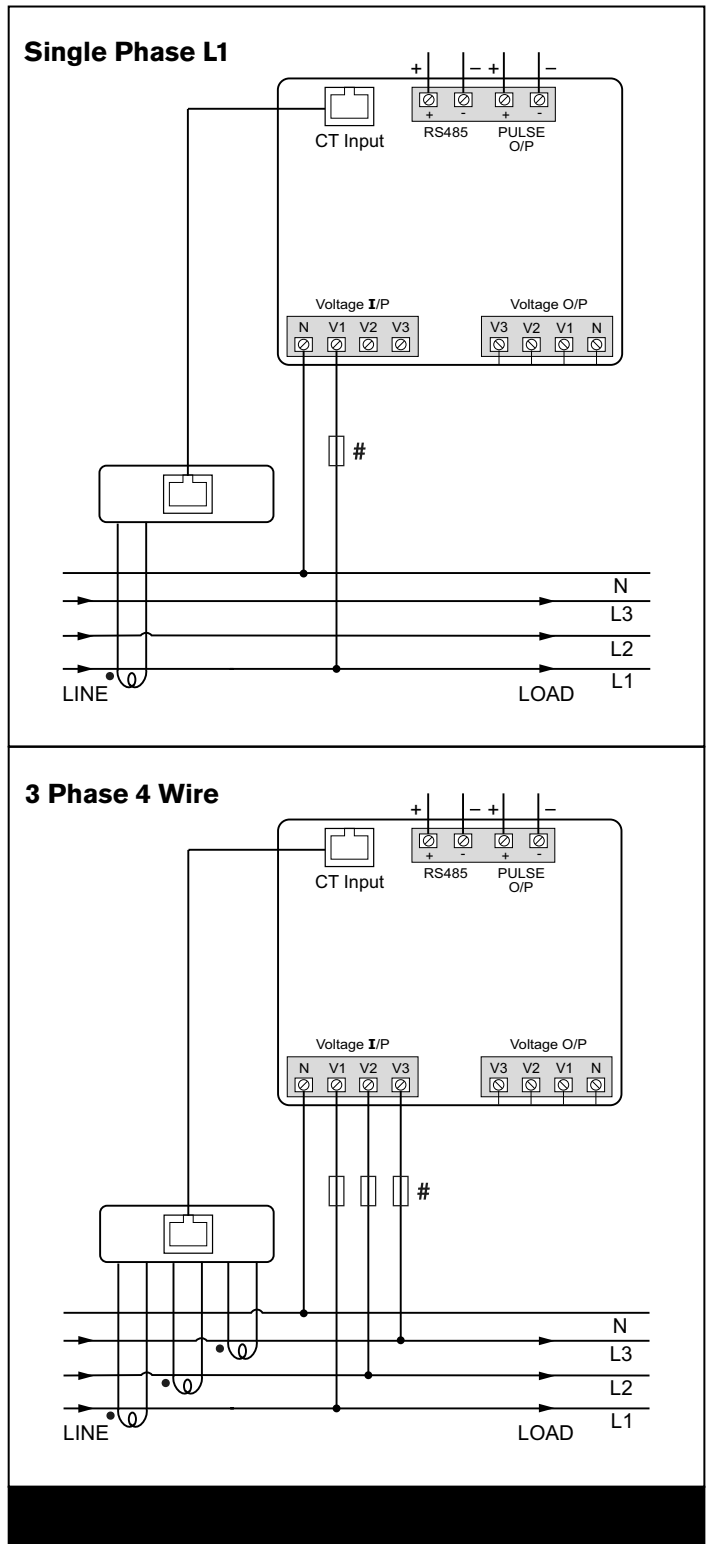 Single Phase L1
+ – + –
+ - + -
CT Input
RS485
PULSE
O/P
Voltage I/P
Voltage O/P
N V1 V2 V3
V3 V2 V1 N
#
N
L3
L2
L1
LINE
LOAD
3 Phase 4 Wire
+ – + –
+ - + -
CT Input
RS485
PULSE
O/P
Voltage I/P
Voltage O/P
N V1 V2 V3
V3 V2 V1 N
#
N
L3
L2
L1
LINE
LOAD